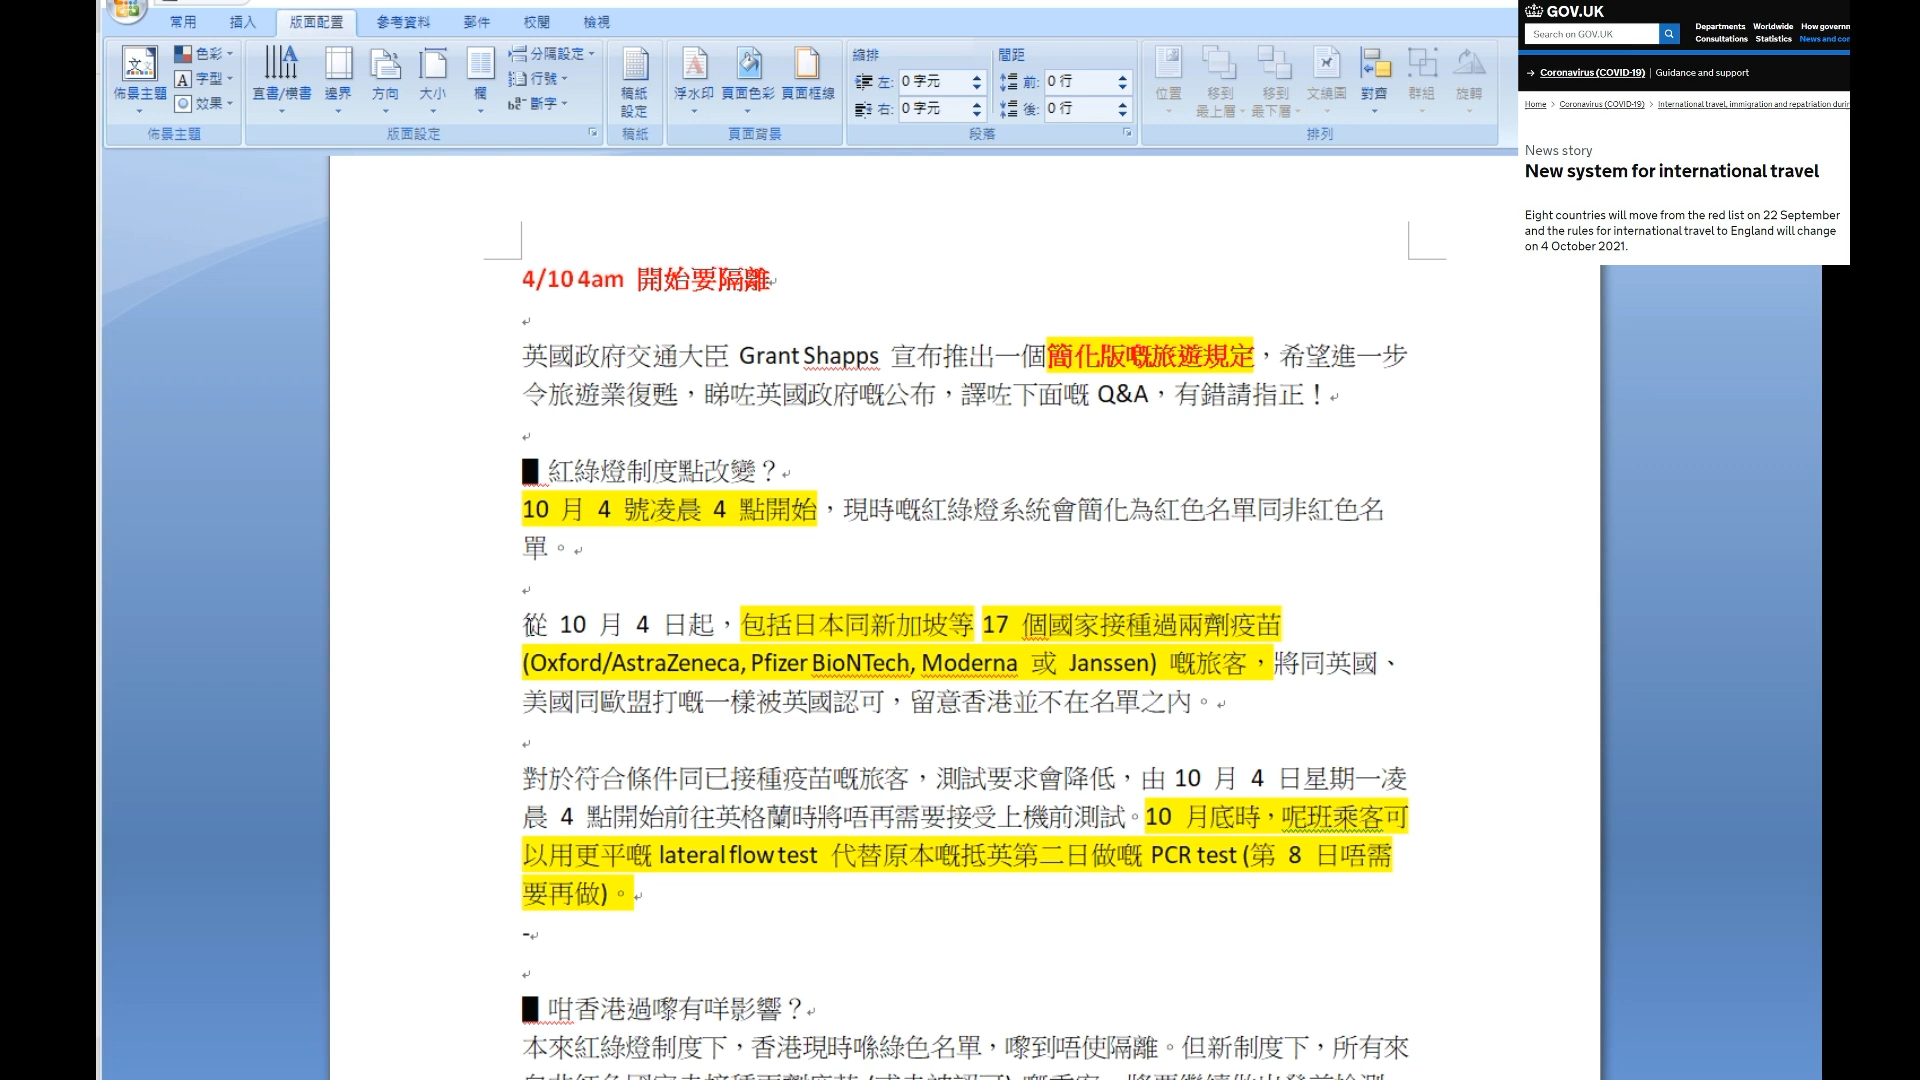 常用 插入 版面配置 參考資料 郵件 校閱 檢視
佈景主題 色彩 字型 效果 直書/橫書 邊界 方向 大小 欄 分隔設定 行號 斷字 稿紙設定 浮水印 頁面色彩 頁面框線
縮排 左: 0 字元 右: 0 字元 間距 前: 0 行 後: 0 行
位置 移到最上層 移到最下層 文繞圖 對齊 群組 旋轉
佈景主題 版面設定 稿紙 頁面背景 段落 排列
GOV.UK
Search on GOV.UK
Departments Worldwide How governm
Consultations Statistics News and con
→ Coronavirus (COVID-19) | Guidance and support
Home > Coronavirus (COVID-19) > International travel, immigration and repatriation durin
News story
New system for international travel
Eight countries will move from the red list on 22 September
and the rules for international travel to England will change
on 4 October 2021.
4/10 4am 開始要隔離
英國政府交通大臣 Grant Shapps 宣布推出一個簡化版嘅旅遊規定，希望進一步
令旅遊業復甦，睇咗英國政府嘅公布，譯咗下面嘅 Q&A，有錯請指正！
█ 紅綠燈制度點改變？
10 月 4 號凌晨 4 點開始，現時嘅紅綠燈系統會簡化為紅色名單同非紅色名
單。
從 10 月 4 日起，包括日本同新加坡等 17 個國家接種過兩劑疫苗
(Oxford/AstraZeneca, Pfizer BioNTech, Moderna 或 Janssen) 嘅旅客，將同英國、
美國同歐盟打嘅一樣被英國認可，留意香港並不在名單之內。
對於符合條件同已接種疫苗嘅旅客，測試要求會降低，由 10 月 4 日星期一凌
晨 4 點開始前往英格蘭時將唔再需要接受上機前測試。10 月底時，呢班乘客可
以用更平嘅 lateral flow test 代替原本嘅抵英第二日做嘅 PCR test (第 8 日唔需
要再做)。
-
█ 咁香港過嚟有咩影響？
本來紅綠燈制度下，香港現時喺綠色名單，嚟到唔使隔離。但新制度下，所有來